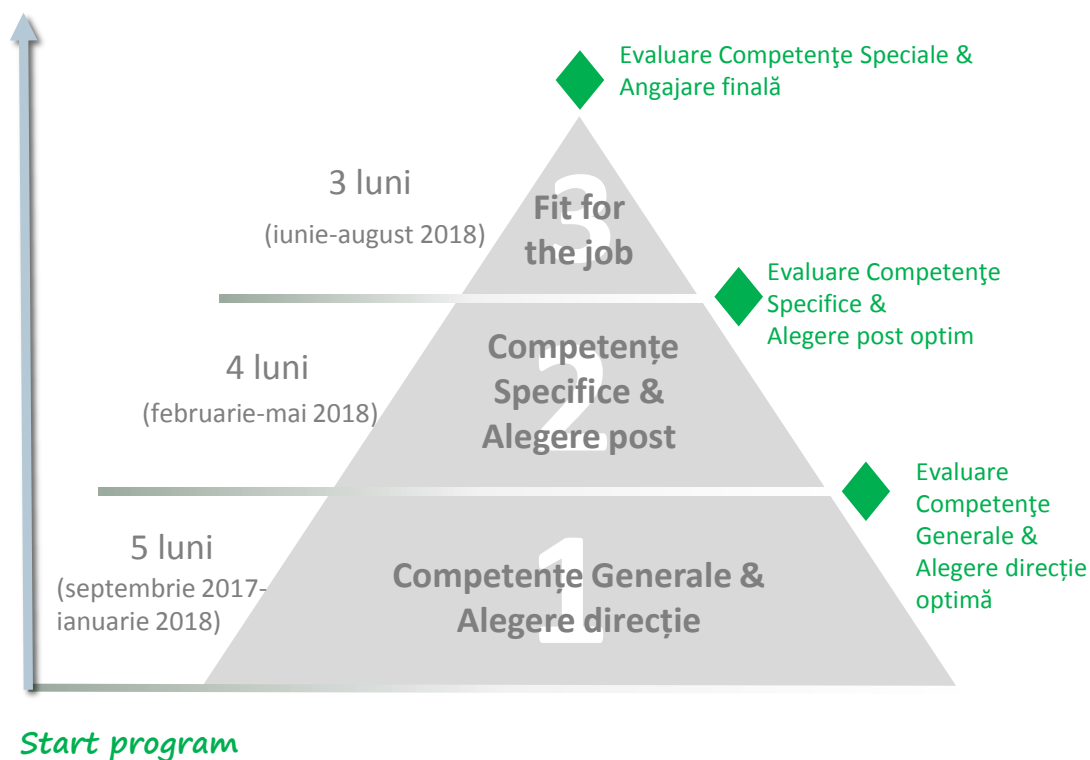 Evaluare Competenţe Speciale &
Angajare finală
3 luni
(iunie-august 2018)
3
Fit for
the job
Evaluare Competenţe
Specifice &
Alegere post optim
4 luni
(februarie-mai 2018)
2
Competențe
Specifice &
Alegere post
Evaluare
Competenţe
Generale &
Alegere direcție
optimă
5 luni
(septembrie 2017-
ianuarie 2018)
1
Competențe Generale &
Alegere direcție
Start program